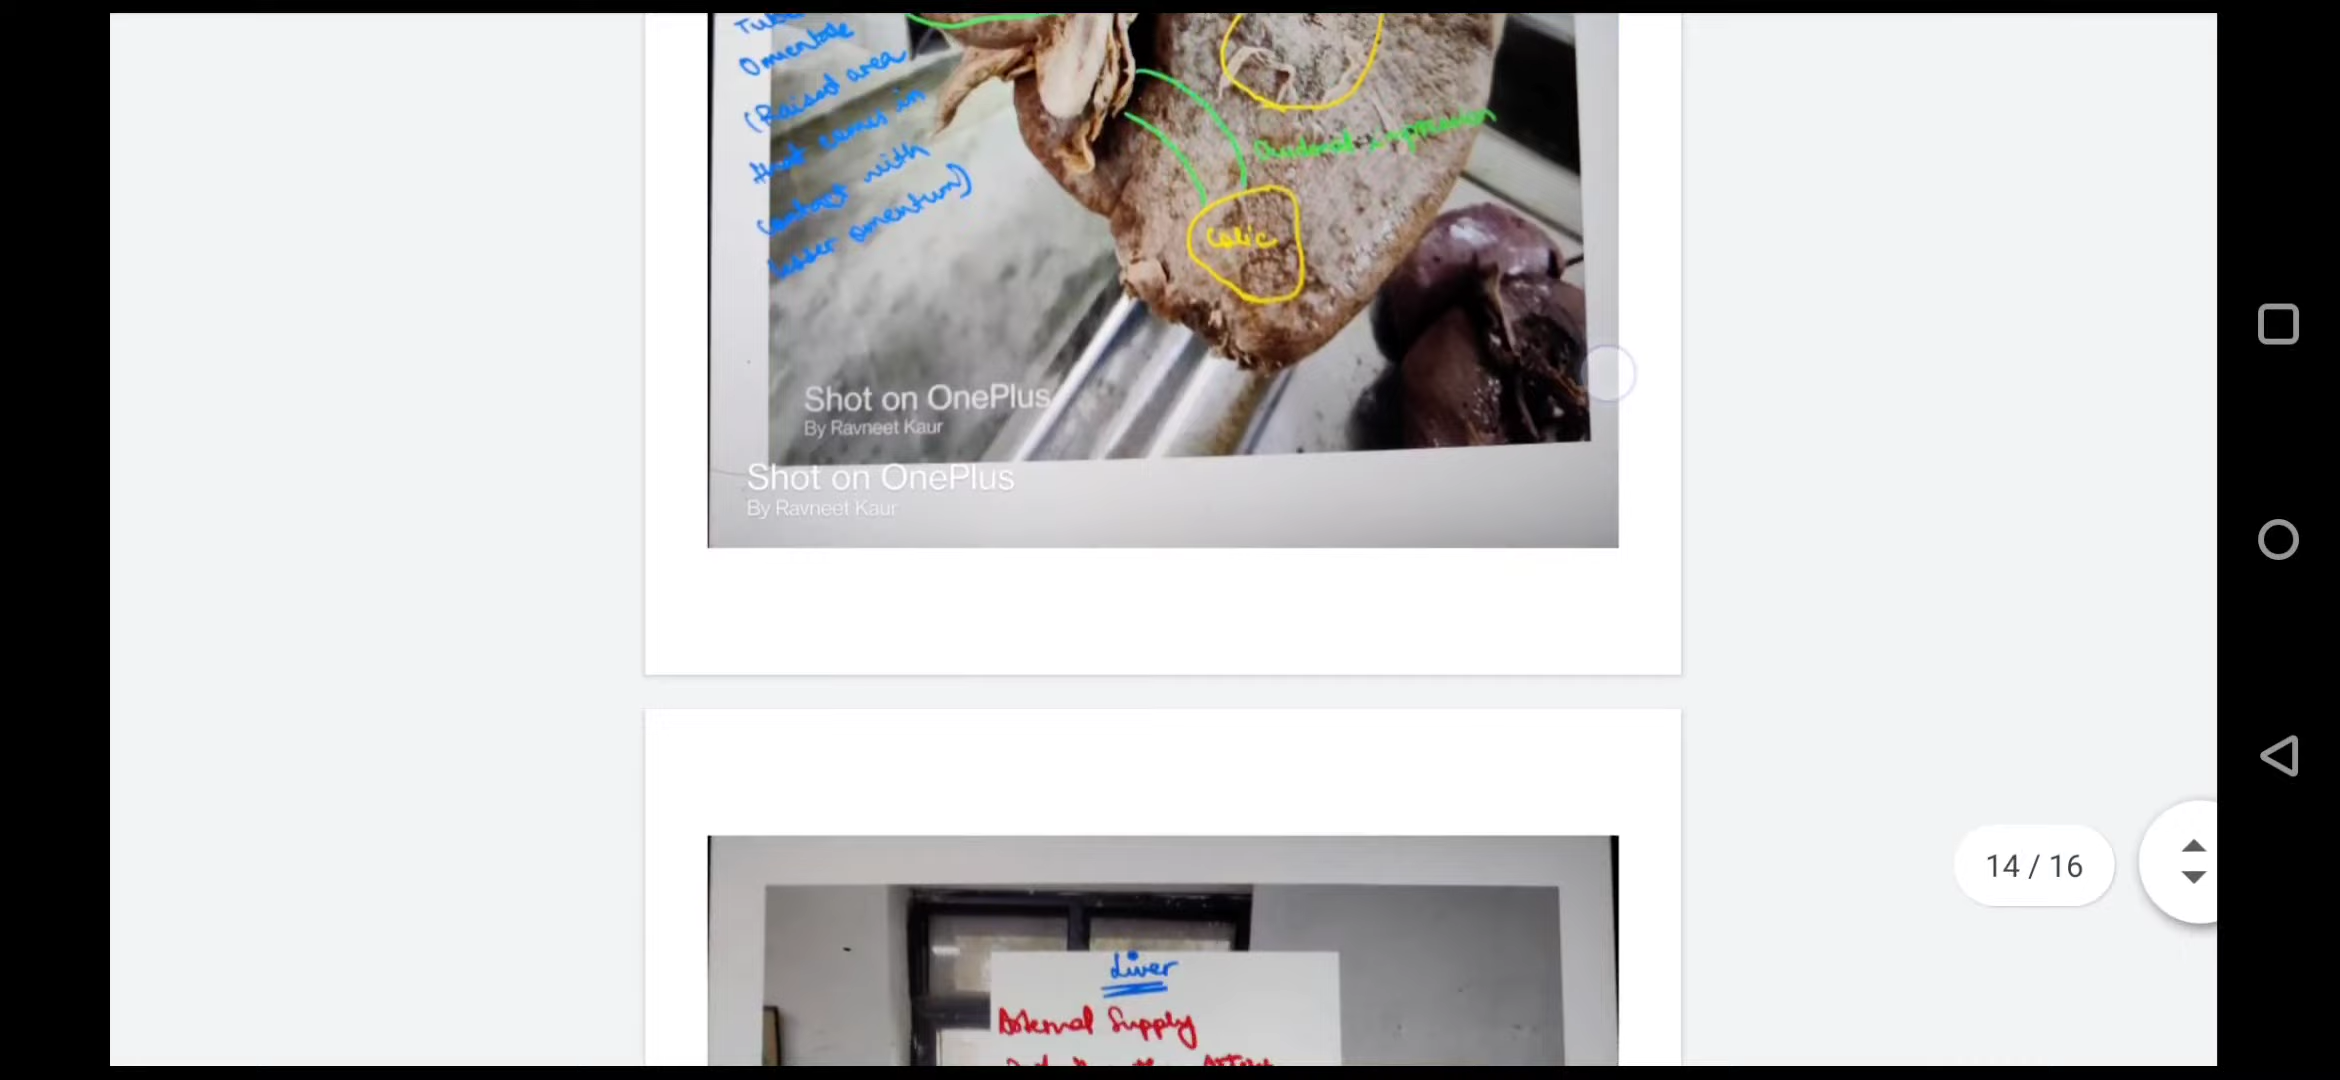 Omentale
(Raised area
that comes in
contact with
lesser omentum)
Duodenal impression
Colic
Shot on OnePlus
By Ravneet Kaur
Shot on OnePlus
By Ravneet Kaur
14 / 16
Liver
Arterial Supply